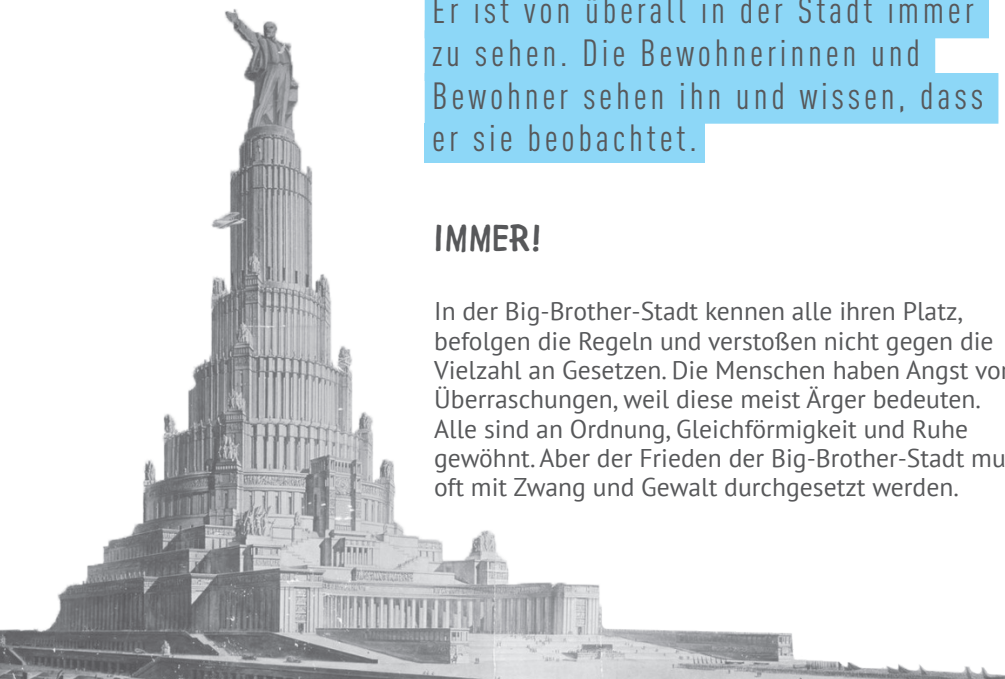 Er ist von überall in der Stadt immer
zu sehen. Die Bewohnerinnen und
Bewohner sehen ihn und wissen, dass
er sie beobachtet.
IMMER!
In der Big-Brother-Stadt kennen alle ihren Platz,
befolgen die Regeln und verstoßen nicht gegen die
Vielzahl an Gesetzen. Die Menschen haben Angst vor
Überraschungen, weil diese meist Ärger bedeuten.
Alle sind an Ordnung, Gleichförmigkeit und Ruhe
gewöhnt. Aber der Frieden der Big-Brother-Stadt mu
oft mit Zwang und Gewalt durchgesetzt werden.